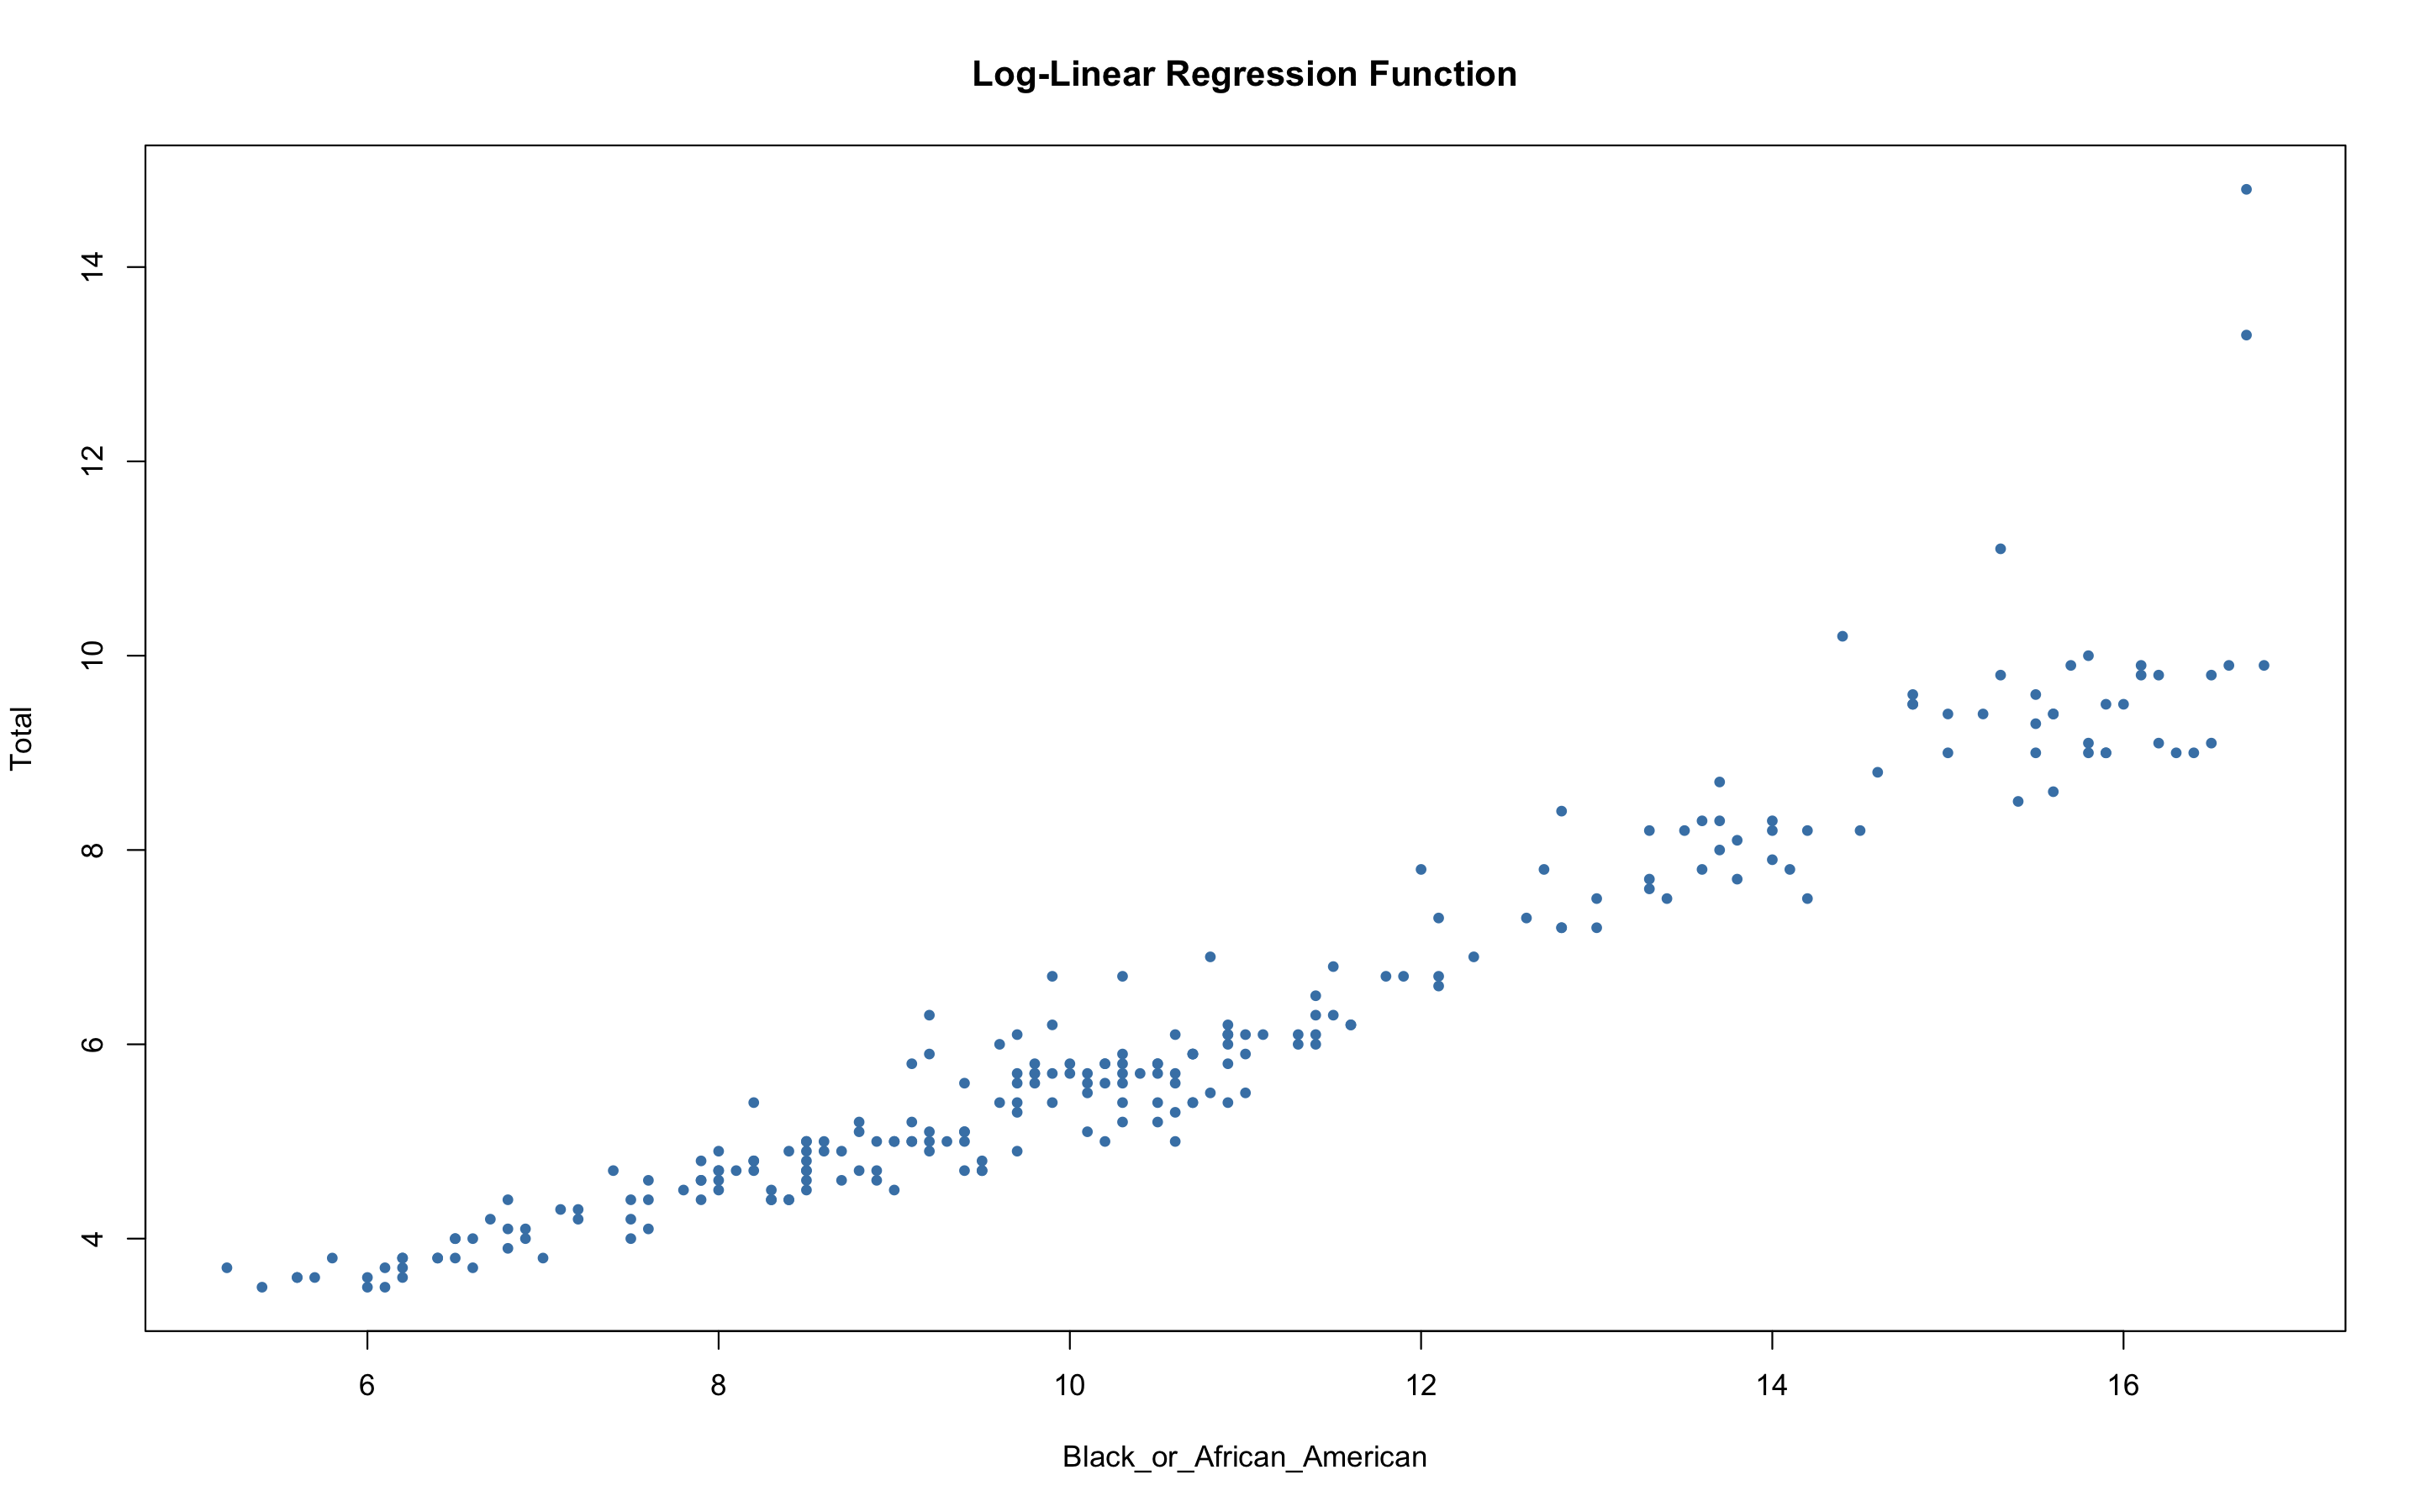 Log-Linear Regression Function
14
12
10
8
6
4
Total
6 8 10 12 14 16
Black_or_African_American